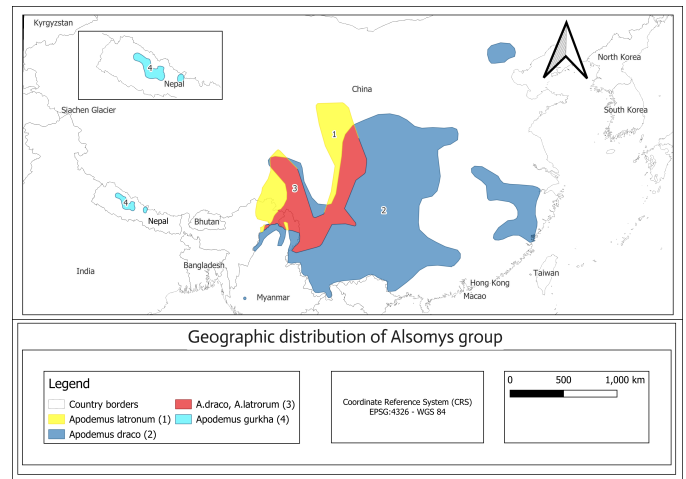 Kyrgyzstan
4
Nepal
North Korea
China
Siachen Glacier
South Korea
1
3
4
2
Nepal
Bhutan
Bangladesh
India
Taiwan
Hong Kong
Myanmar
Macao
Geographic distribution of Alsomys group
Legend
Country borders
A.draco, A.latrorum (3)
Apodemus latronum (1)
Apodemus gurkha (4)
Apodemus draco (2)
Coordinate Reference System (CRS)
EPSG:4326 - WGS 84
0 500 1,000 km